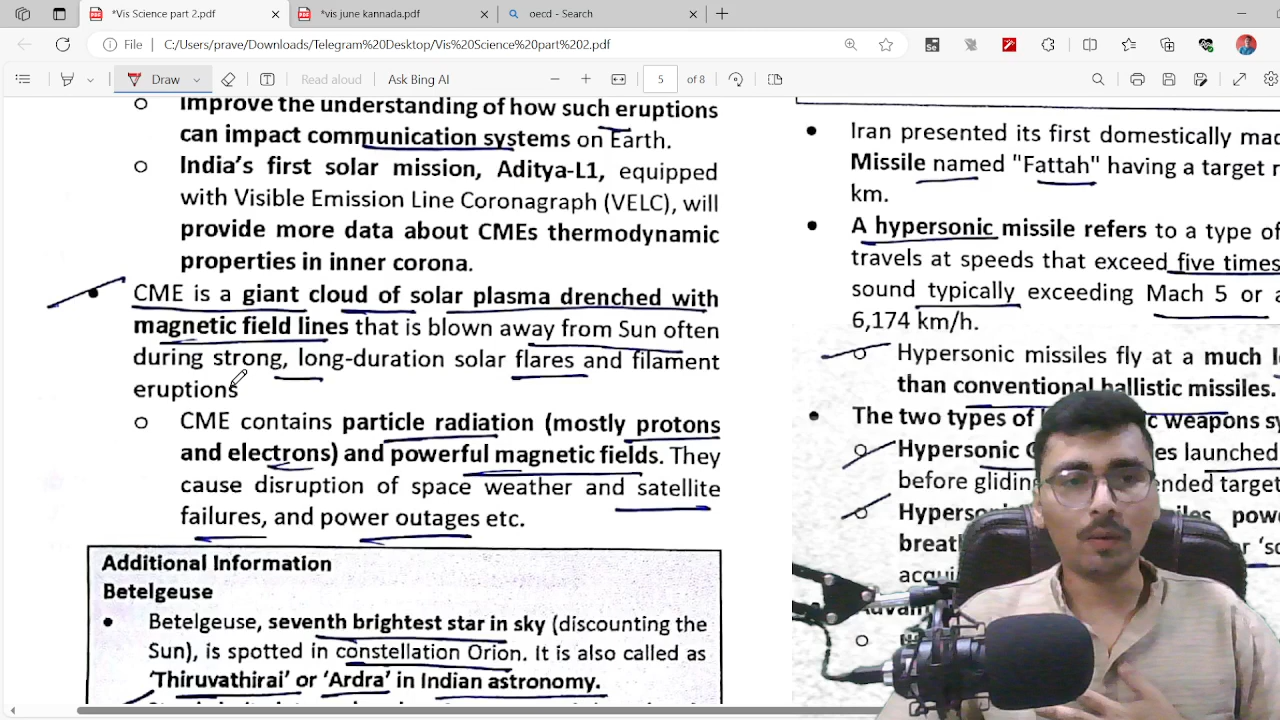 *Vis Science part 2.pdf
*vis june kannada.pdf
oecd - Search
File
C:/Users/prave/Downloads/Telegram%20Desktop/Vis%20Science%20part%202.pdf
Draw
Read aloud
Ask Bing AI
5 of 8
Improve the understanding of how such eruptions
can impact communication systems on Earth.
India's first solar mission, Aditya-L1, equipped
with Visible Emission Line Coronagraph (VELC), will
provide more data about CMEs thermodynamic
properties in inner corona.
CME is a giant cloud of solar plasma drenched with
magnetic field lines that is blown away from Sun often
during strong, long-duration solar flares and filament
eruptions
CME contains particle radiation (mostly protons
and electrons) and powerful magnetic fields. They
cause disruption of space weather and satellite
failures, and power outages etc.
Additional Information
Betelgeuse
Betelgeuse, seventh brightest star in sky (discounting the
Sun), is spotted in constellation Orion. It is also called as
'Thiruvathirai' or 'Ardra' in Indian astronomy.
Iran presented its first domestically mad
Missile named "Fattah" having a target r
km.
A hypersonic missile refers to a type of
travels at speeds that exceed five times
sound typically exceeding Mach 5 or a
6,174 km/h.
Hypersonic missiles fly at a much l
than conventional ballistic missiles.
The two types of c weapons sy
Hypersonic G es launched
before gliding ended target
Hyperso iles pow
breat or 'sc
acqui
Advan